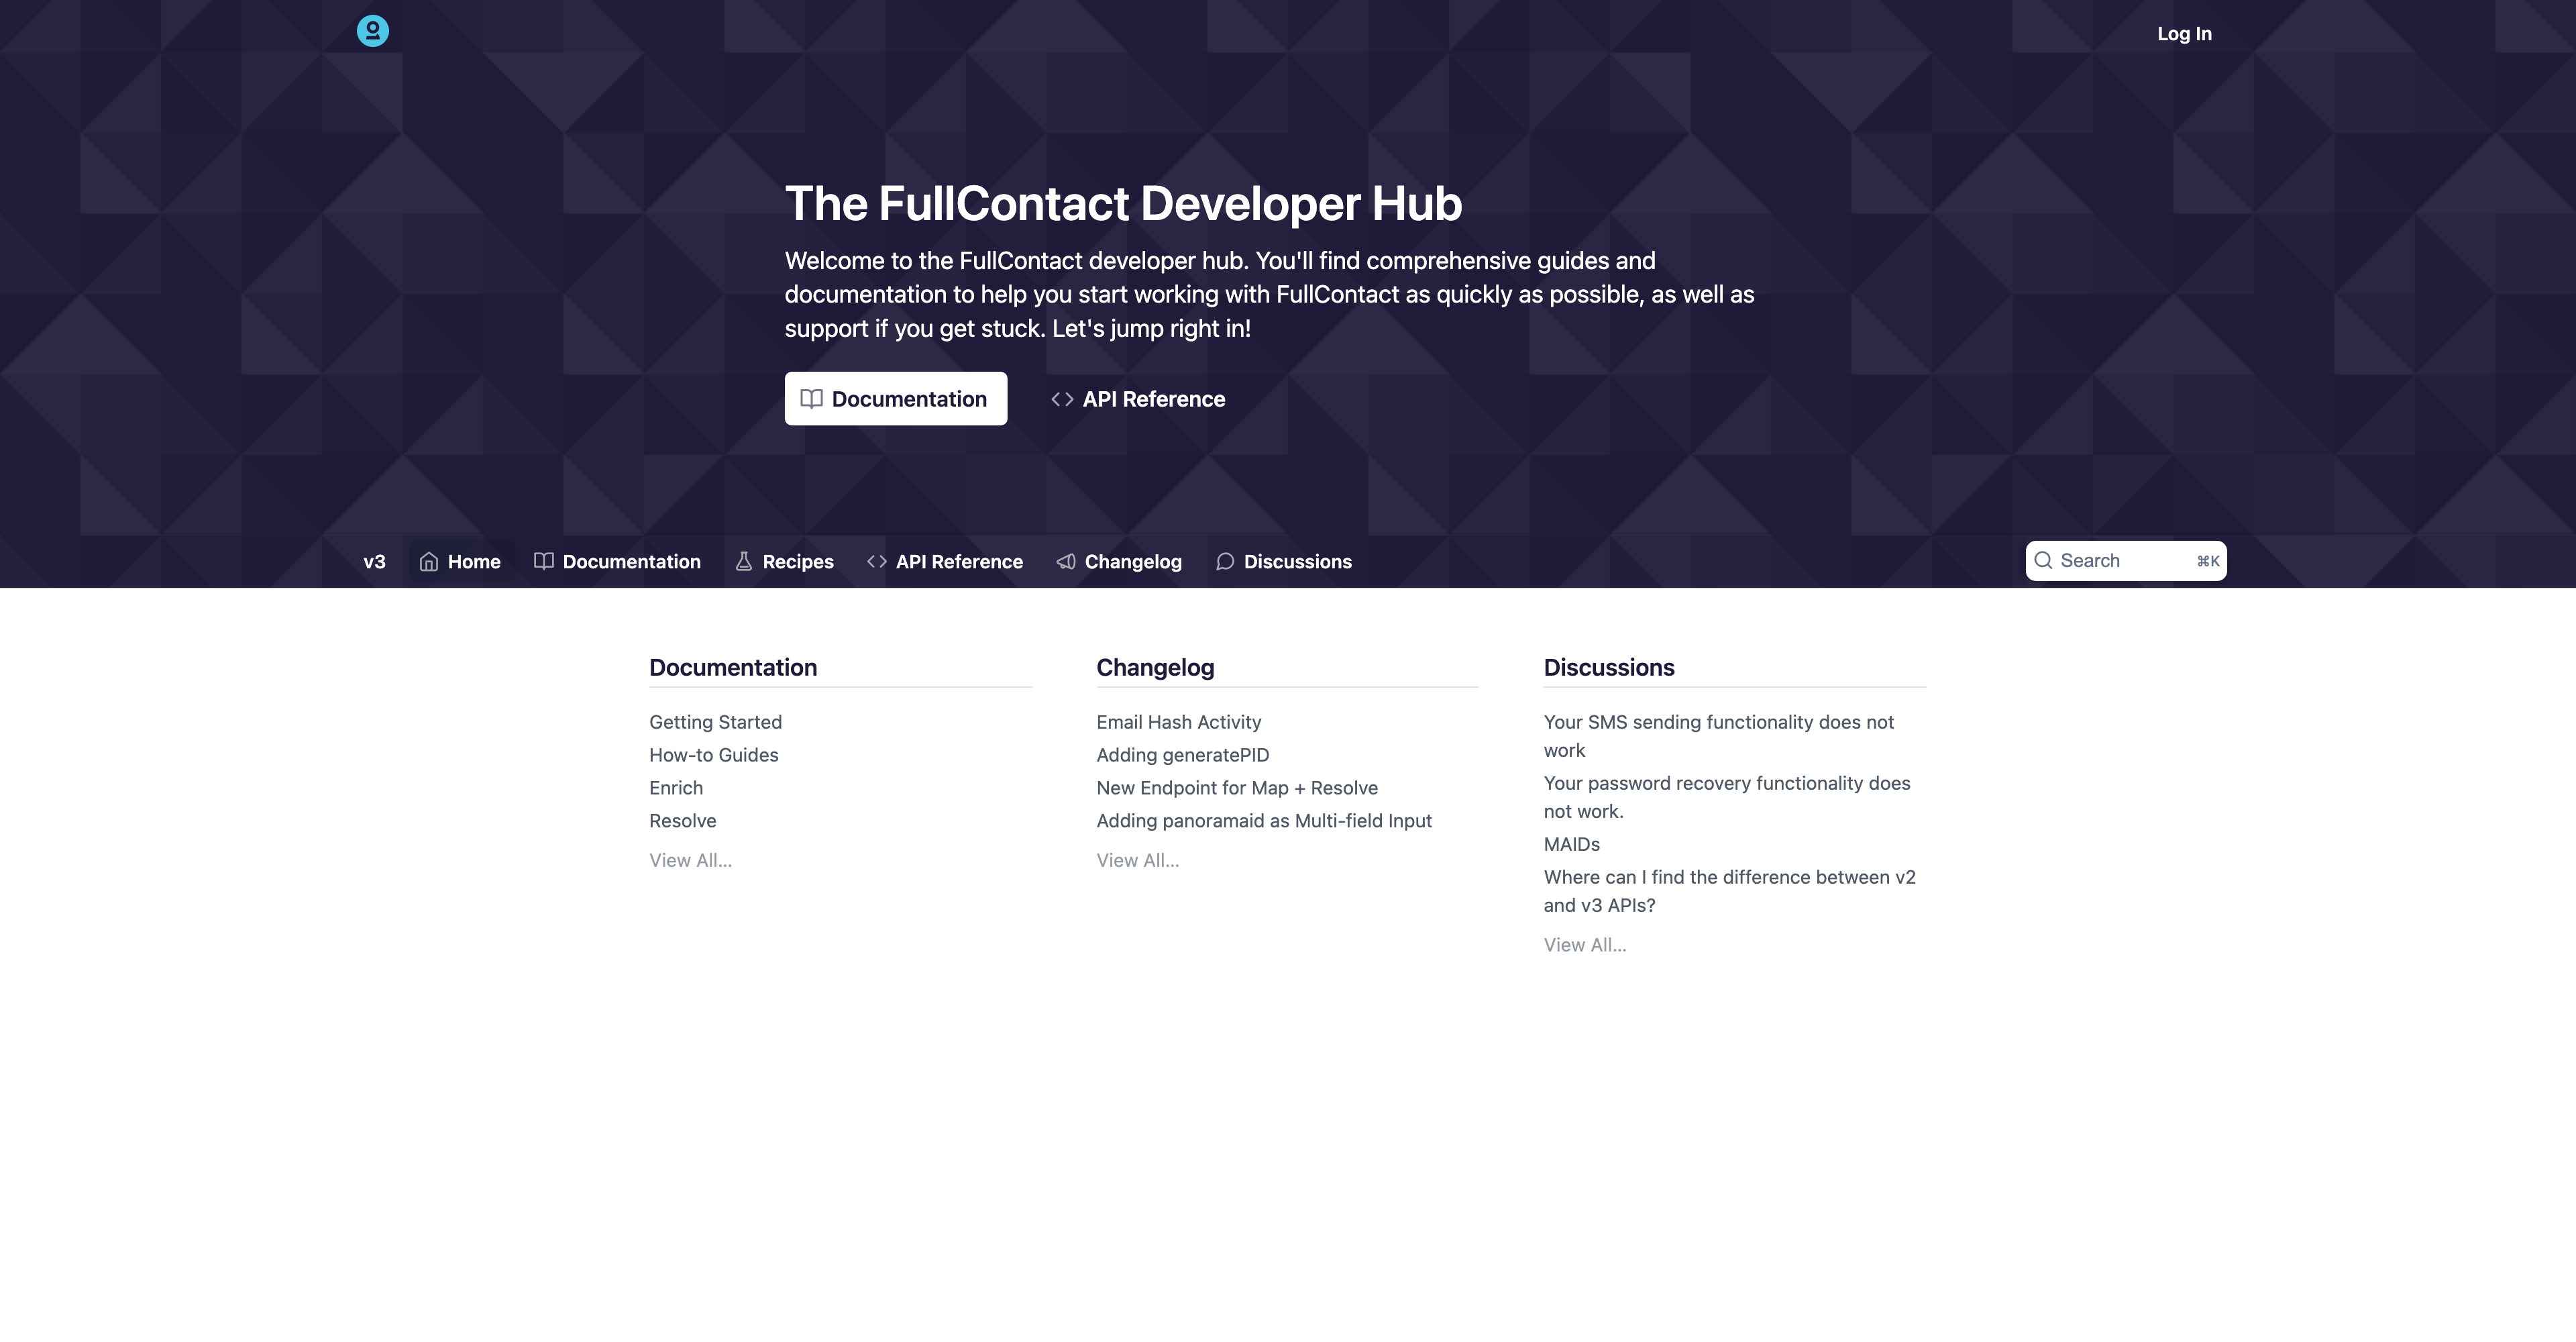 Log In
The FullContact Developer Hub
Welcome to the FullContact developer hub. You'll find comprehensive guides and
documentation to help you start working with FullContact as quickly as possible, as well as
support if you get stuck. Let's jump right in!
Documentation
API Reference
v3
Home
Documentation
Recipes
API Reference
Changelog
Discussions
Search
⌘K
Documentation
Getting Started
How-to Guides
Enrich
Resolve
View All…
Changelog
Email Hash Activity
Adding generatePID
New Endpoint for Map + Resolve
Adding panoramaid as Multi-field Input
View All…
Discussions
Your SMS sending functionality does not
work
Your password recovery functionality does
not work.
MAIDs
Where can I find the difference between v2
and v3 APIs?
View All…